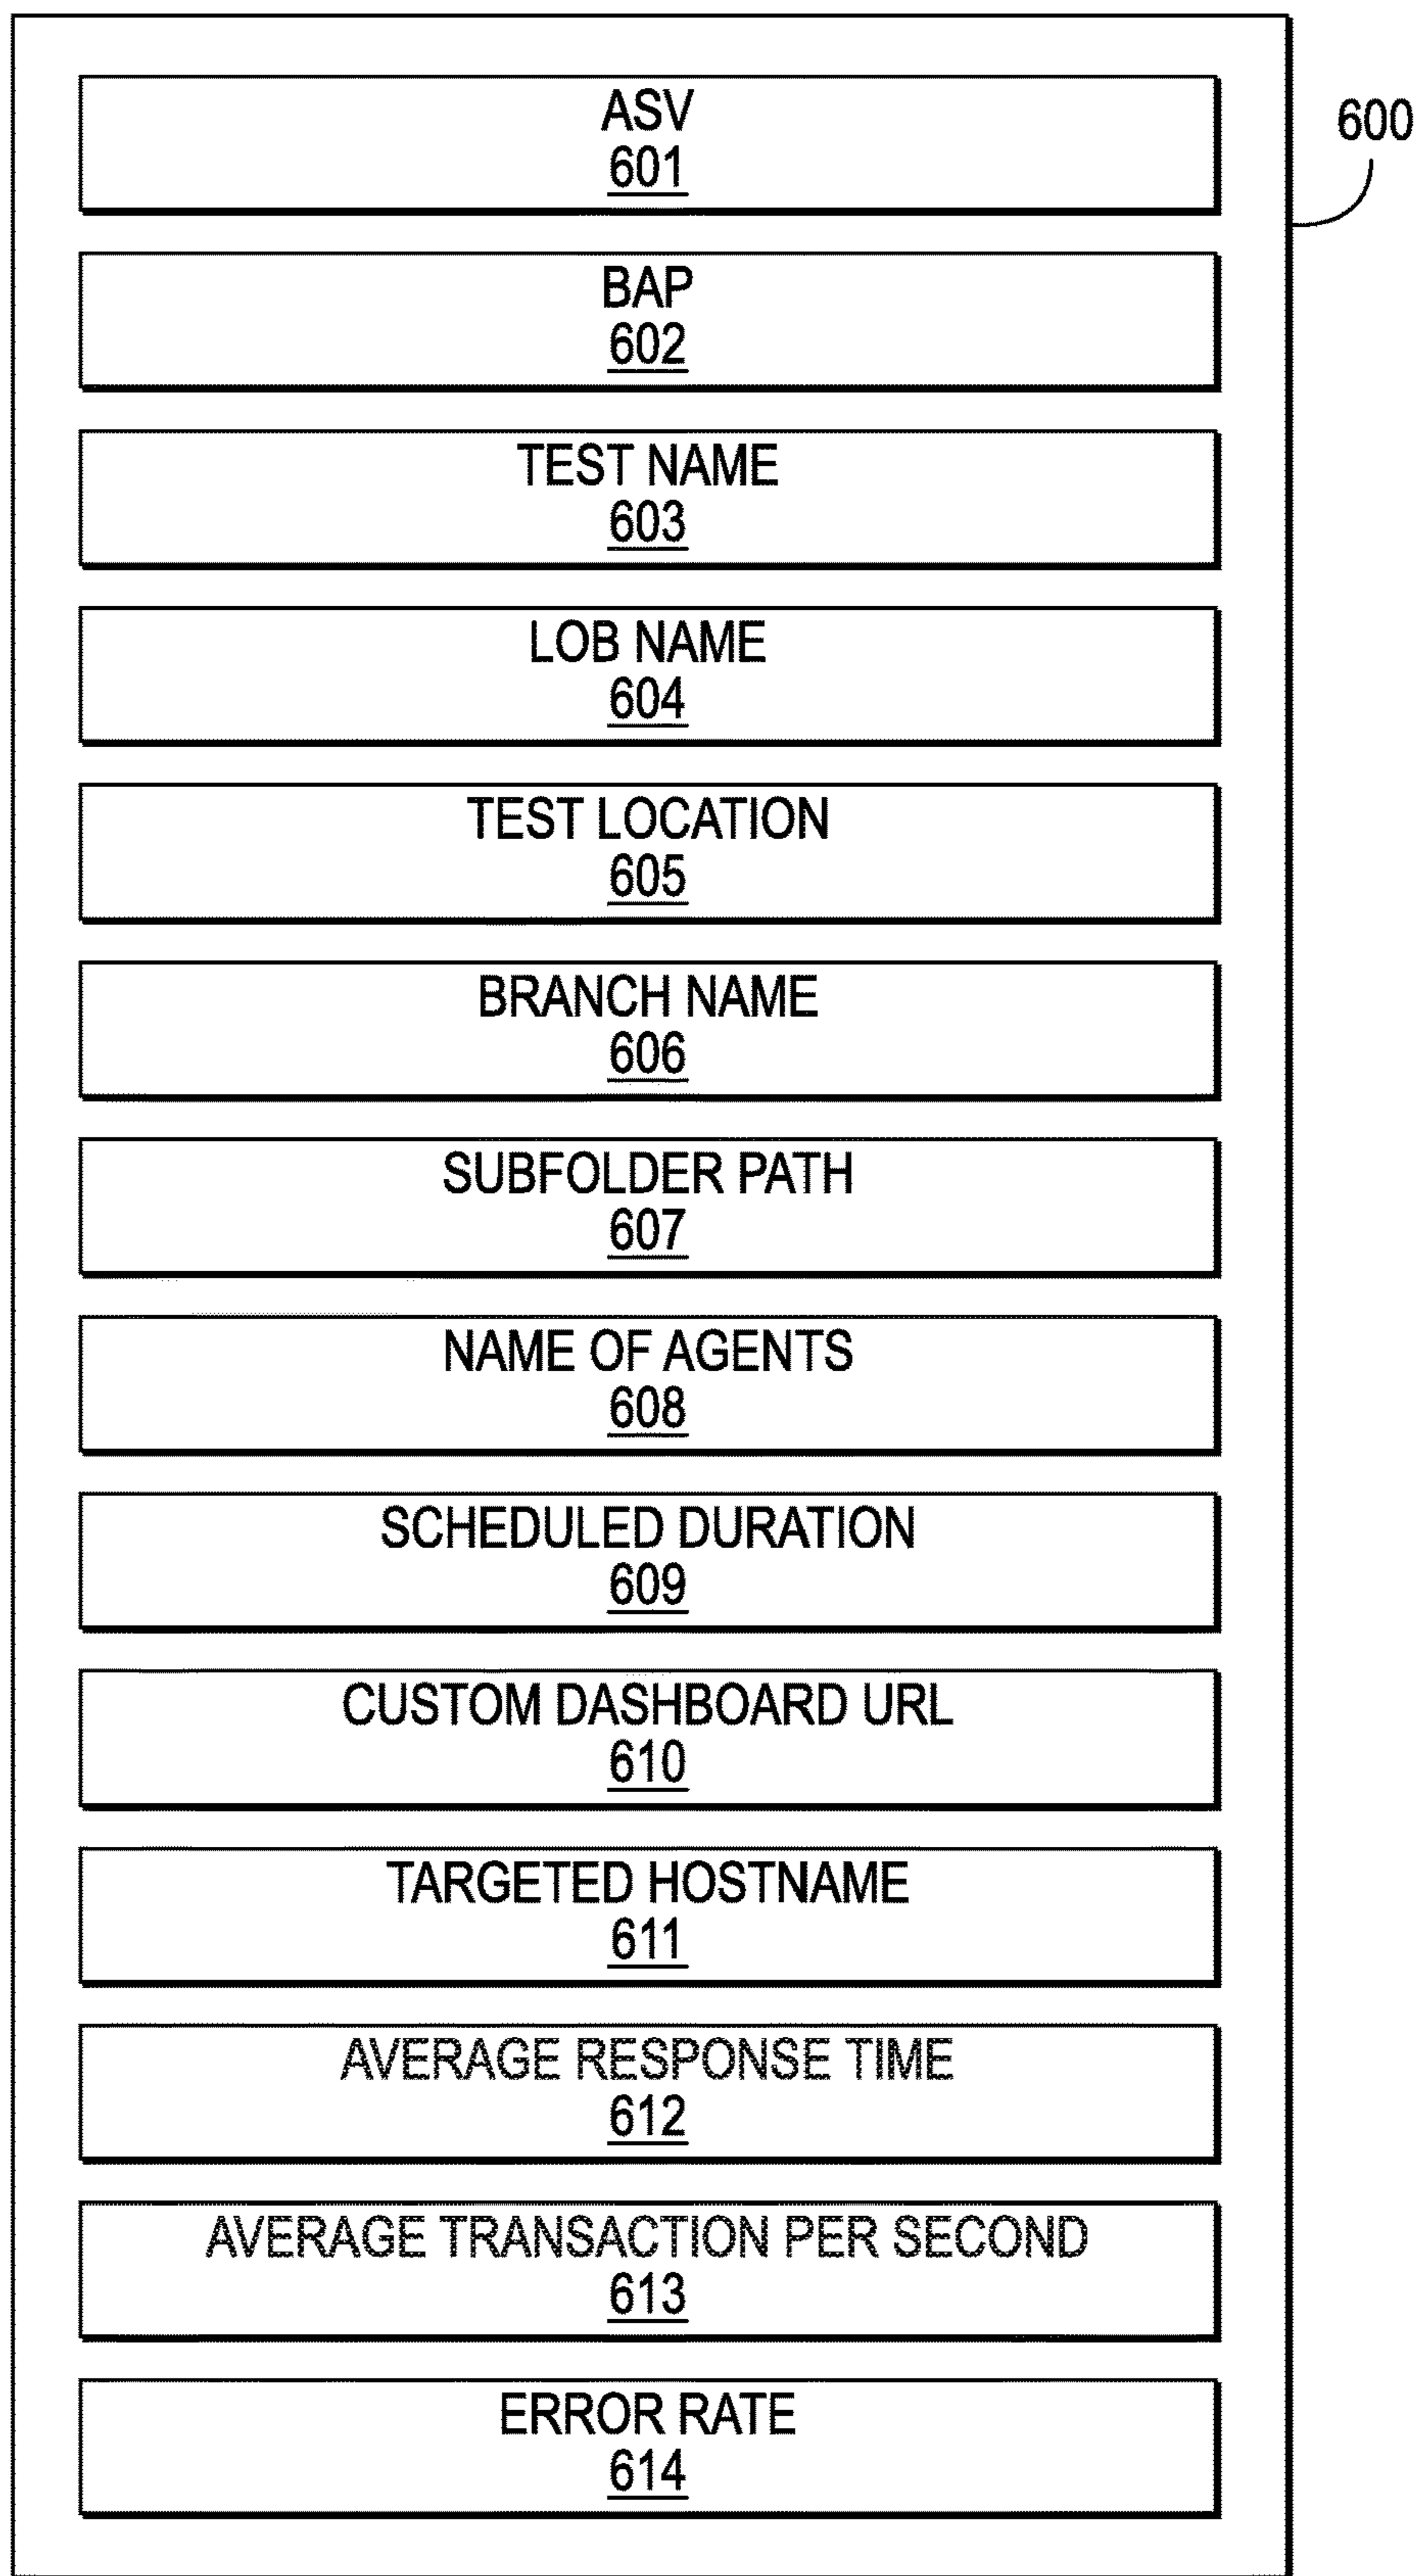 ASV
601
600
BAP
602
TEST NAME
603
LOB NAME
604
TEST LOCATION
605
BRANCH NAME
606
SUBFOLDER PATH
607
NAME OF AGENTS
608
SCHEDULED DURATION
609
CUSTOM DASHBOARD URL
610
TARGETED HOSTNAME
611
AVERAGE RESPONSE TIME
612
AVERAGE TRANSACTION PER SECOND
613
ERROR RATE
614